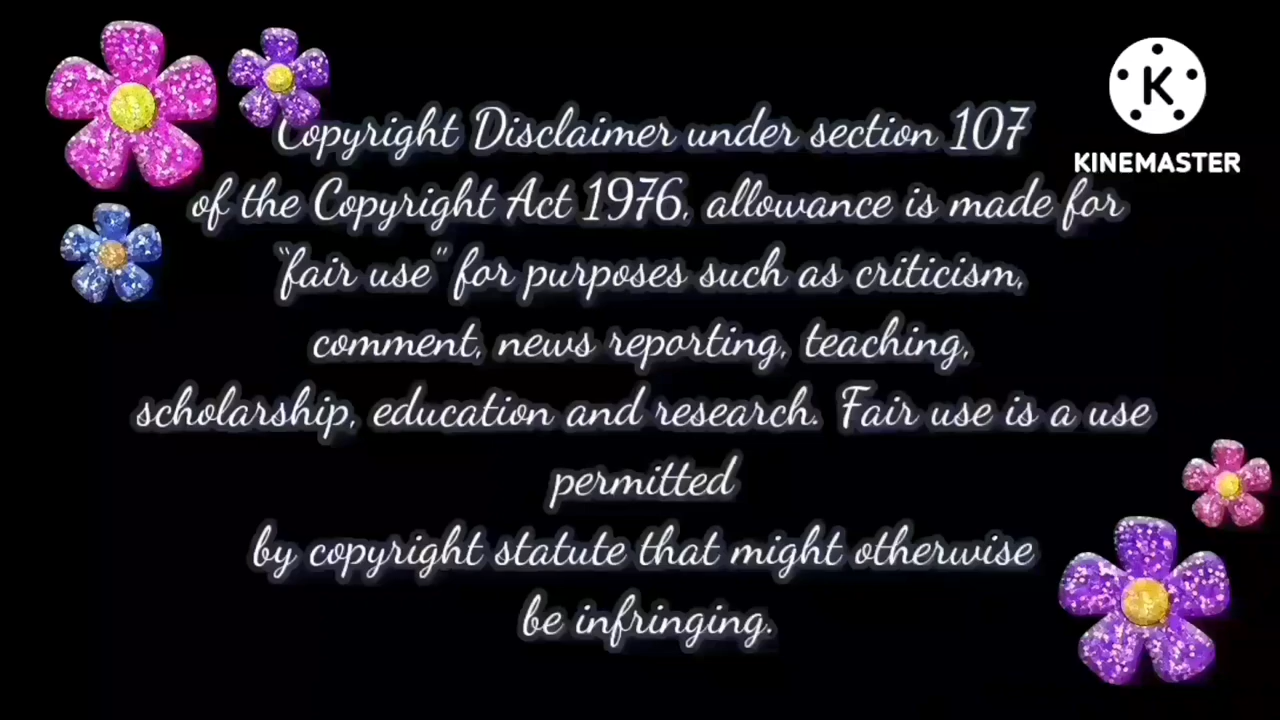 Copyright Disclaimer under section 107
of the Copyright Act 1976, allowance is made for
“fair use” for purposes such as criticism,
comment, news reporting, teaching,
scholarship, education and research. Fair use is a use
permitted
by copyright statute that might otherwise
be infringing.
K
KINEMASTER